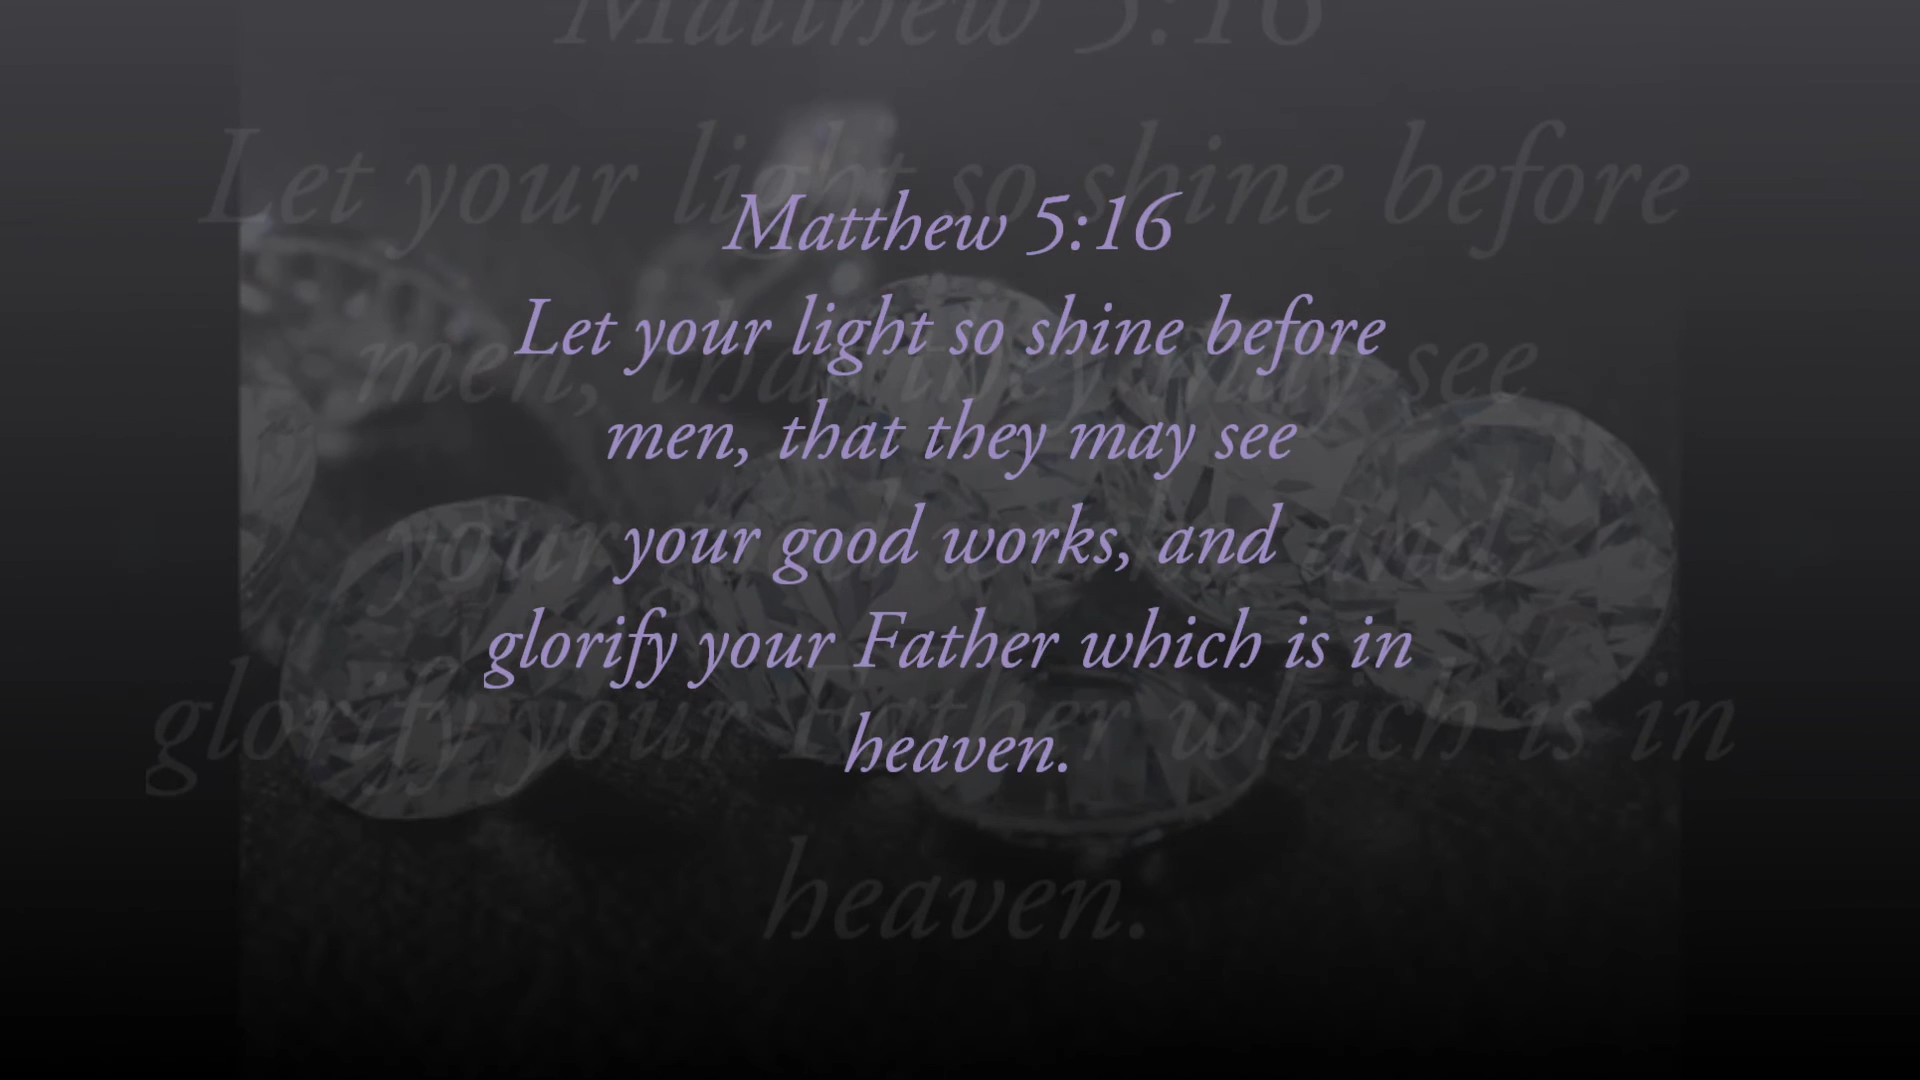 Matthew 5:16
Let your light so shine before
men, that they may see
your good works, and
glorify your Father which is in
heaven.